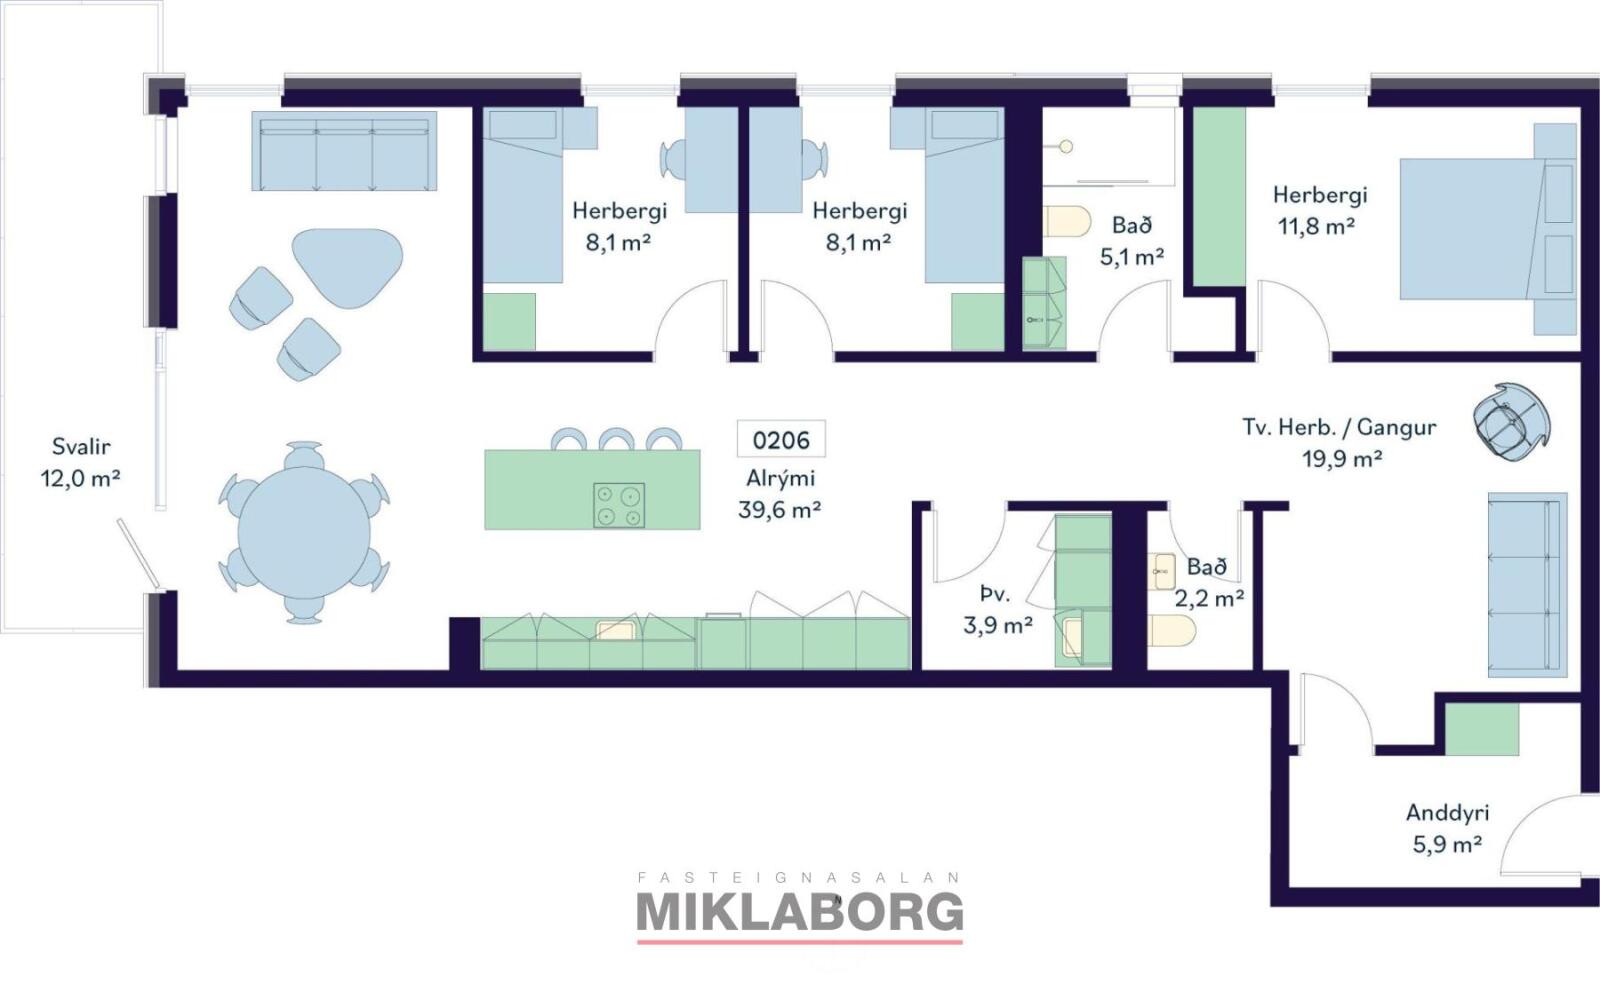 Herbergi
8,1 m²
Herbergi
8,1 m²
Bað
5,1 m²
Herbergi
11,8 m²
Svalir
12,0 m²
0206
Alrými
39,6 m²
Tv. Herb. / Gangur
19,9 m²
Þv.
3,9 m²
Bað
2,2 m²
Anddyri
5,9 m²
FASTEIGNASALAN
MIKLABORG
N